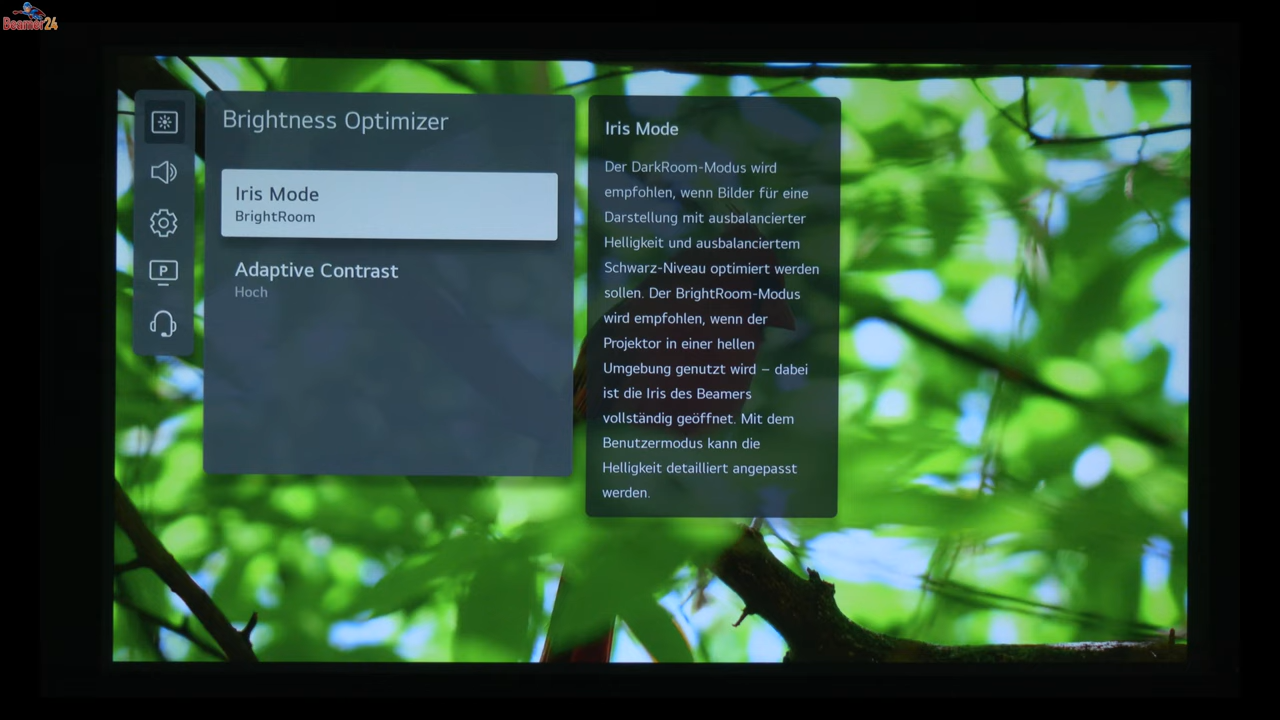 Beamer24
Brightness Optimizer
Iris Mode
BrightRoom
Adaptive Contrast
Hoch
P
Iris Mode
Der DarkRoom-Modus wird
empfohlen, wenn Bilder für eine
Darstellung mit ausbalancierter
Helligkeit und ausbalanciertem
Schwarz-Niveau optimiert werden
sollen. Der BrightRoom-Modus
wird empfohlen, wenn der
Projektor in einer hellen
Umgebung genutzt wird – dabei
ist die Iris des Beamers
vollständig geöffnet. Mit dem
Benutzermodus kann die
Helligkeit detailliert angepasst
werden.